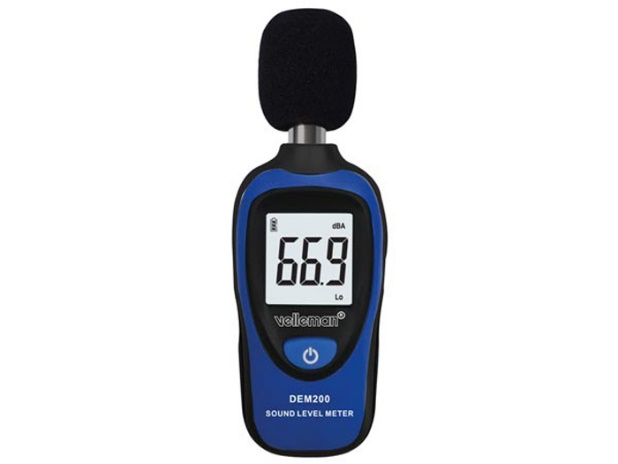 dBA
66.9
Lo
velleman®
DEM200
SOUND LEVEL METER